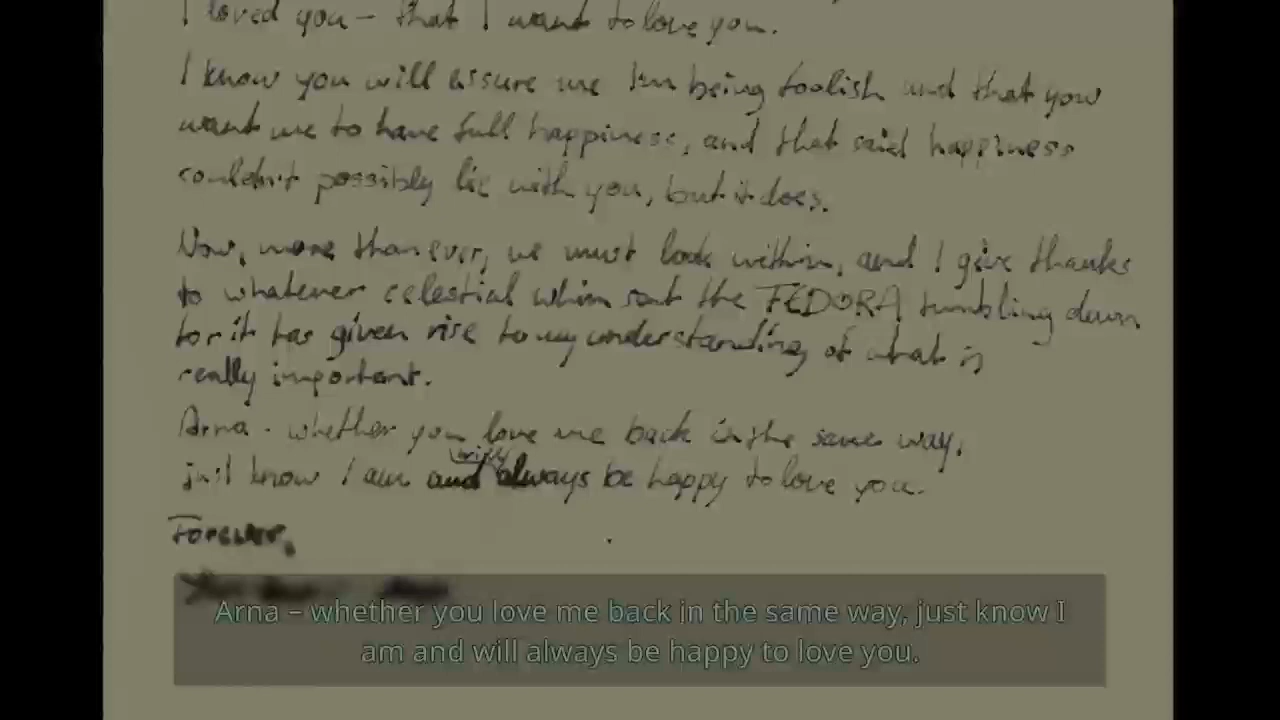 I loved you – that I want to love you.
I know you will assure me I'm being foolish and that you
want me to have full happiness, and that said happiness
couldn't possibly lie with you, but it does.
Now, more than ever, we must look within, and I give thanks
to whatever celestial whim sent the FEDORA tumbling down
for it has given rise to my understanding of what is
really important.
Arna - whether you love me back in the same way,
will
just know I am and always be happy to love you.
Forever,
Arna – whether you love me back in the same way, just know I
am and will always be happy to love you.